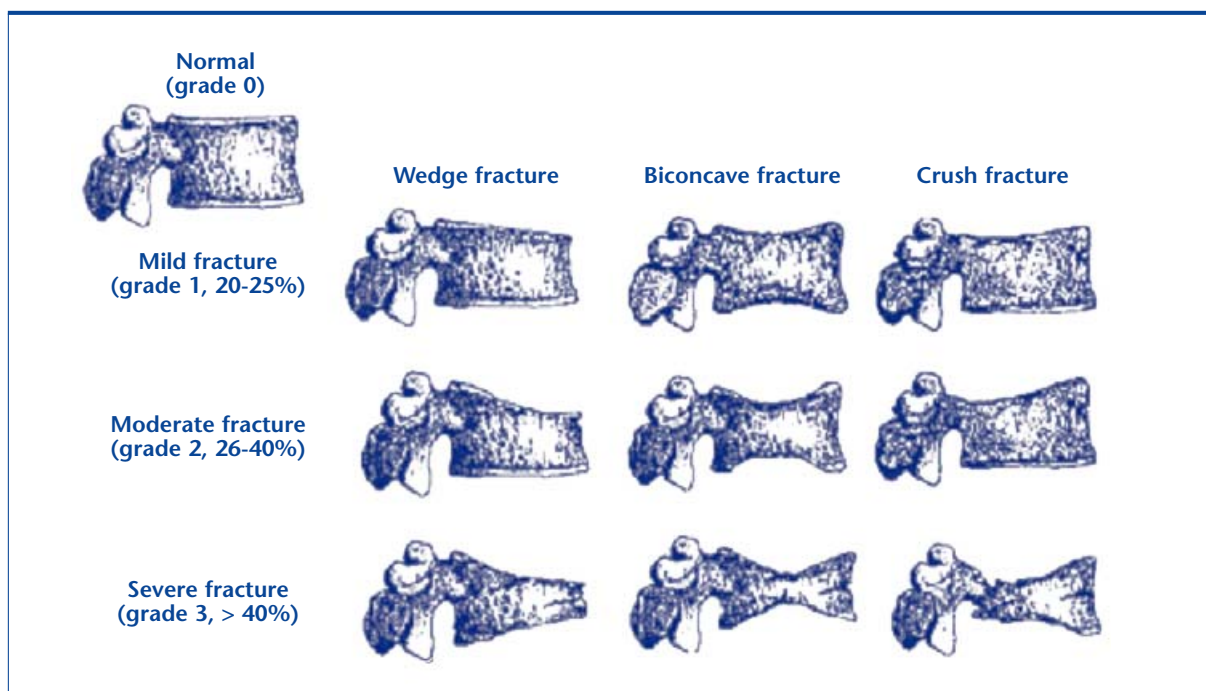 Normal
(grade 0)
Wedge fracture
Biconcave fracture
Crush fracture
Mild fracture
(grade 1, 20-25%)
Moderate fracture
(grade 2, 26-40%)
Severe fracture
(grade 3, > 40%)